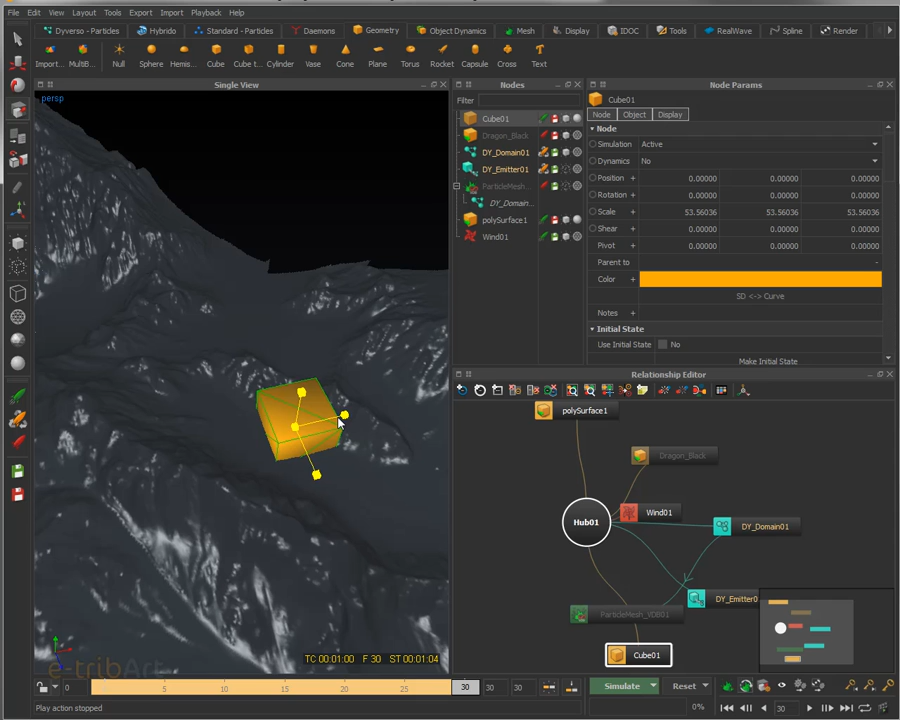 File Edit View Layout Tools Export Import Playback Help
Dyverso - Particles Hybrido Standard - Particles Daemons Geometry Object Dynamics Mesh Display IDOC Tools RealWave Spline Render
Import... MultiB... Null Sphere Hemis... Cube Cube t... Cylinder Vase Cone Plane Torus Rocket Capsule Cross Text
Single View
persp
TC 00:01:00 F 30 ST 00:01:04
e-tribArt
Nodes
Filter
Cube01
Dragon_Black
DY_Domain01
DY_Emitter01
ParticleMesh...
DY_Domain...
polySurface1
Wind01
Node Params
Cube01
Node Object Display
Node
Simulation Active
Dynamics No
Position + 0.00000 0.00000 0.00000
Rotation + 0.00000 0.00000 0.00000
Scale + 53.56036 53.56036 53.56036
Shear + 0.00000 0.00000 0.00000
Pivot + 0.00000 0.00000 0.00000
Parent to -
Color +
SD <-> Curve
Notes +
Initial State
Use Initial State No
Make Initial State
Relationship Editor
polySurface1
Dragon_Black
Wind01
Hub01
DY_Domain01
DY_Emitter0
ParticleMesh_VDB01
Cube01
0 5 10 15 20 25 30 30 30
Simulate Reset
Play action stopped
0% 30